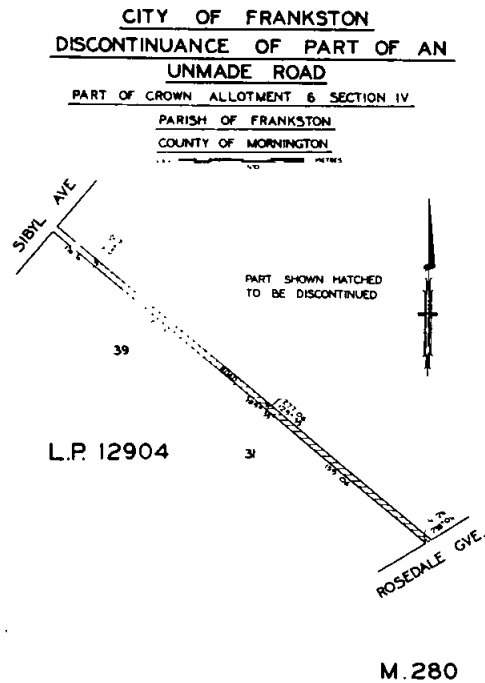 CITY OF FRANKSTON
DISCONTINUANCE OF PART OF AN
UNMADE ROAD
PART OF CROWN ALLOTMENT 6 SECTION IV
PARISH OF FRANKSTON
COUNTY OF MORNINGTON
METRES
SIBYL AVE
PART SHOWN HATCHED
TO BE DISCONTINUED
39
ROAD
L.P. 12904
31
ROSEDALE GVE.
M.280